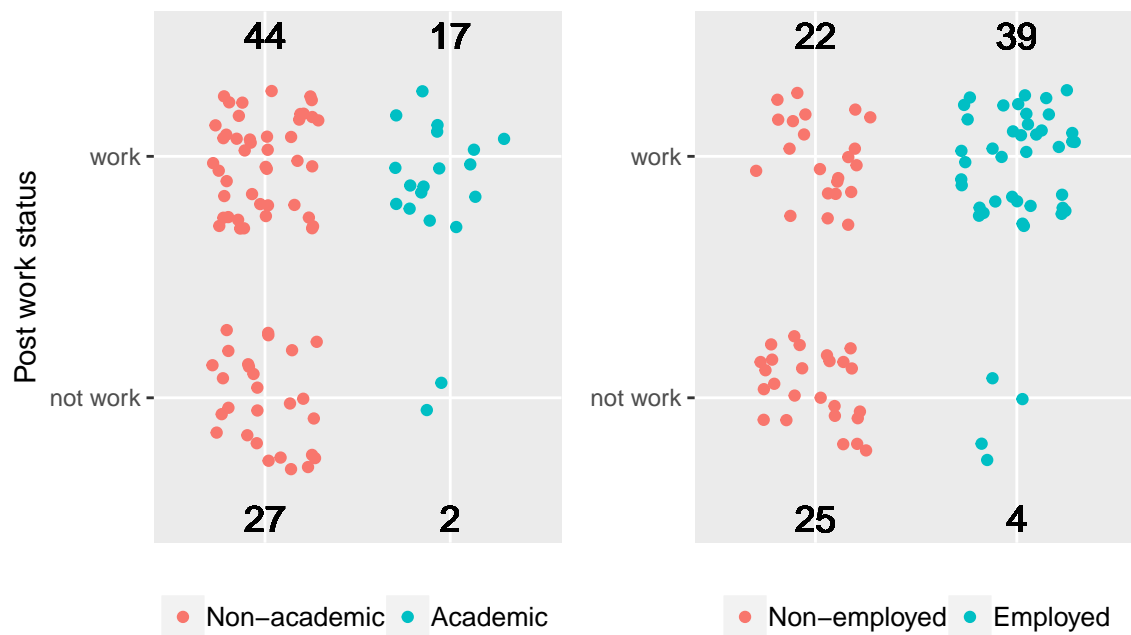 44 17 22 39
Post work status
work
work
not work
not work
27 2 25 4
Non−academic Academic Non−employed Employed